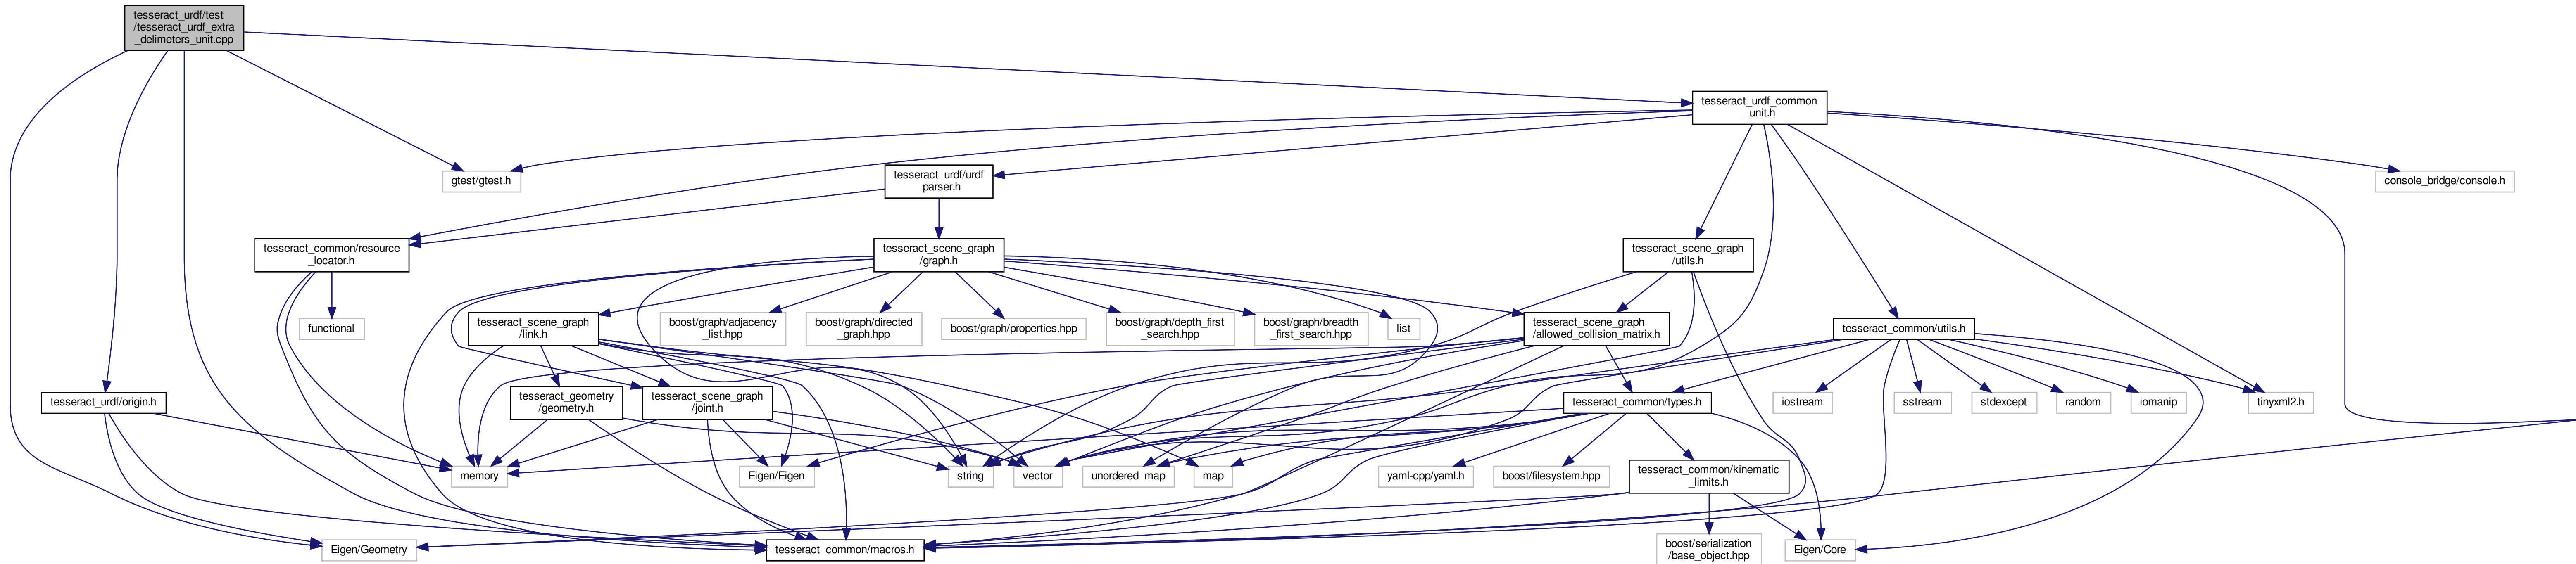 tesseract_urdf/test
/tesseract_urdf_extra
_delimeters_unit.cpp
tesseract_urdf_common
_unit.h
gtest/gtest.h
tesseract_urdf/urdf
_parser.h
console_bridge/console.h
tesseract_common/resource
_locator.h
tesseract_scene_graph
/graph.h
tesseract_scene_graph
/utils.h
functional
tesseract_scene_graph
/link.h
boost/graph/adjacency
_list.hpp
boost/graph/directed
_graph.hpp
boost/graph/properties.hpp
boost/graph/depth_first
_search.hpp
boost/graph/breadth
_first_search.hpp
list
tesseract_scene_graph
/allowed_collision_matrix.h
tesseract_common/utils.h
tesseract_urdf/origin.h
tesseract_geometry
/geometry.h
tesseract_scene_graph
/joint.h
tesseract_common/types.h
iostream
sstream
stdexcept
random
iomanip
tinyxml2.h
memory
Eigen/Eigen
string
vector
unordered_map
map
yaml-cpp/yaml.h
boost/filesystem.hpp
tesseract_common/kinematic
_limits.h
Eigen/Geometry
tesseract_common/macros.h
boost/serialization
/base_object.hpp
Eigen/Core